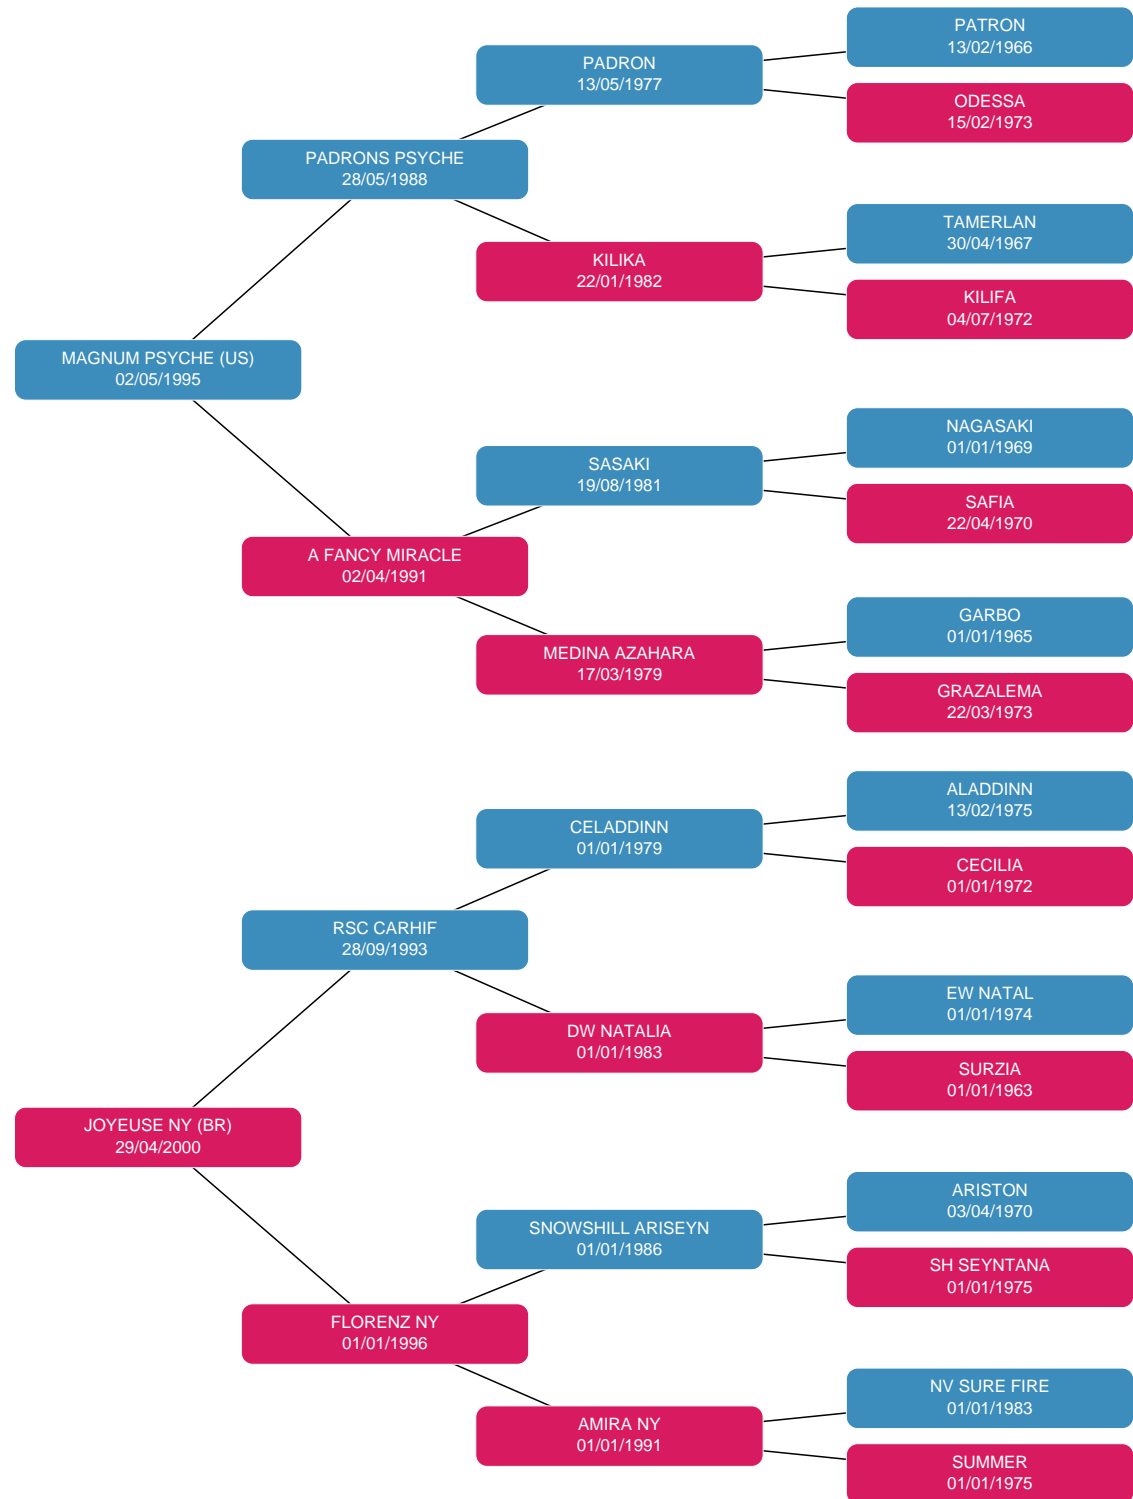 PATRON
13/02/1966
PADRON
13/05/1977
ODESSA
15/02/1973
PADRONS PSYCHE
28/05/1988
TAMERLAN
30/04/1967
KILIKA
22/01/1982
KILIFA
04/07/1972
MAGNUM PSYCHE (US)
02/05/1995
NAGASAKI
01/01/1969
SASAKI
19/08/1981
SAFIA
22/04/1970
A FANCY MIRACLE
02/04/1991
GARBO
01/01/1965
MEDINA AZAHARA
17/03/1979
GRAZALEMA
22/03/1973
ALADDINN
13/02/1975
CELADDINN
01/01/1979
CECILIA
01/01/1972
RSC CARHIF
28/09/1993
EW NATAL
01/01/1974
DW NATALIA
01/01/1983
SURZIA
01/01/1963
JOYEUSE NY (BR)
29/04/2000
ARISTON
03/04/1970
SNOWSHILL ARISEYN
01/01/1986
SH SEYNTANA
01/01/1975
FLORENZ NY
01/01/1996
NV SURE FIRE
01/01/1983
AMIRA NY
01/01/1991
SUMMER
01/01/1975